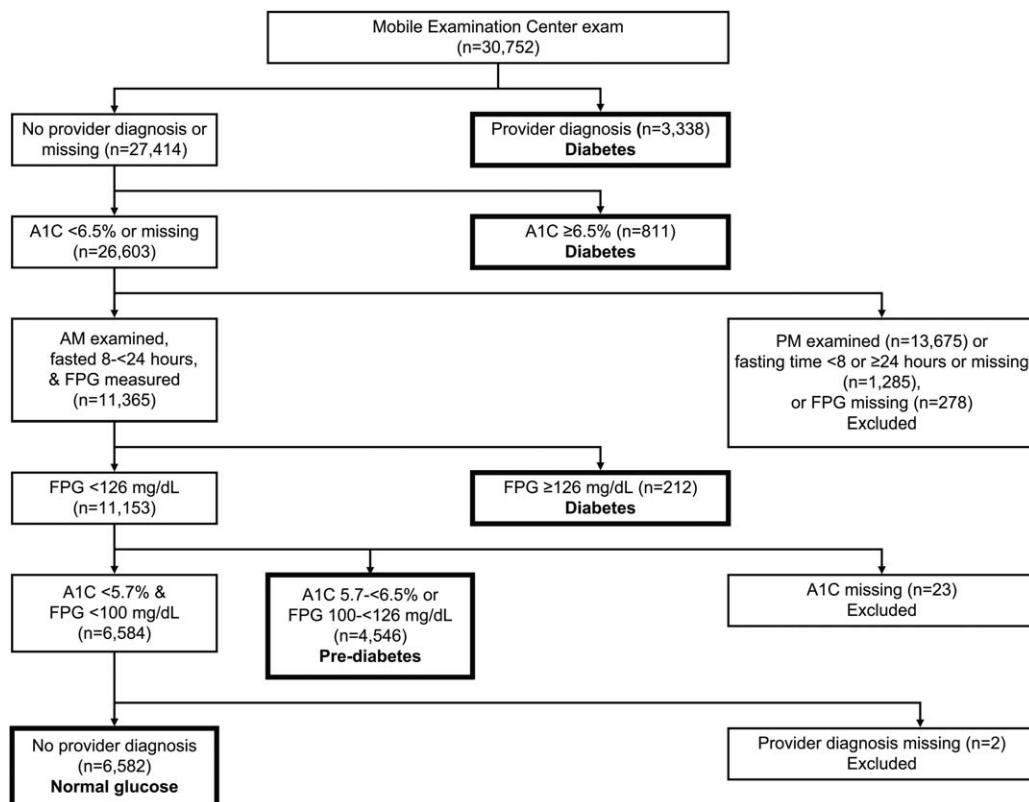 Mobile Examination Center exam
(n=30,752)
No provider diagnosis or
missing (n=27,414)
Provider diagnosis (n=3,338)
Diabetes
A1C <6.5% or missing
(n=26,603)
A1C ≥6.5% (n=811)
Diabetes
AM examined,
fasted 8-<24 hours,
& FPG measured
(n=11,365)
PM examined (n=13,675) or
fasting time <8 or ≥24 hours or missing
(n=1,285),
or FPG missing (n=278)
Excluded
FPG <126 mg/dL
(n=11,153)
FPG ≥126 mg/dL (n=212)
Diabetes
A1C <5.7% &
FPG <100 mg/dL
(n=6,584)
A1C 5.7-<6.5% or
FPG 100-<126 mg/dL
(n=4,546)
Pre-diabetes
A1C missing (n=23)
Excluded
No provider diagnosis
(n=6,582)
Normal glucose
Provider diagnosis missing (n=2)
Excluded